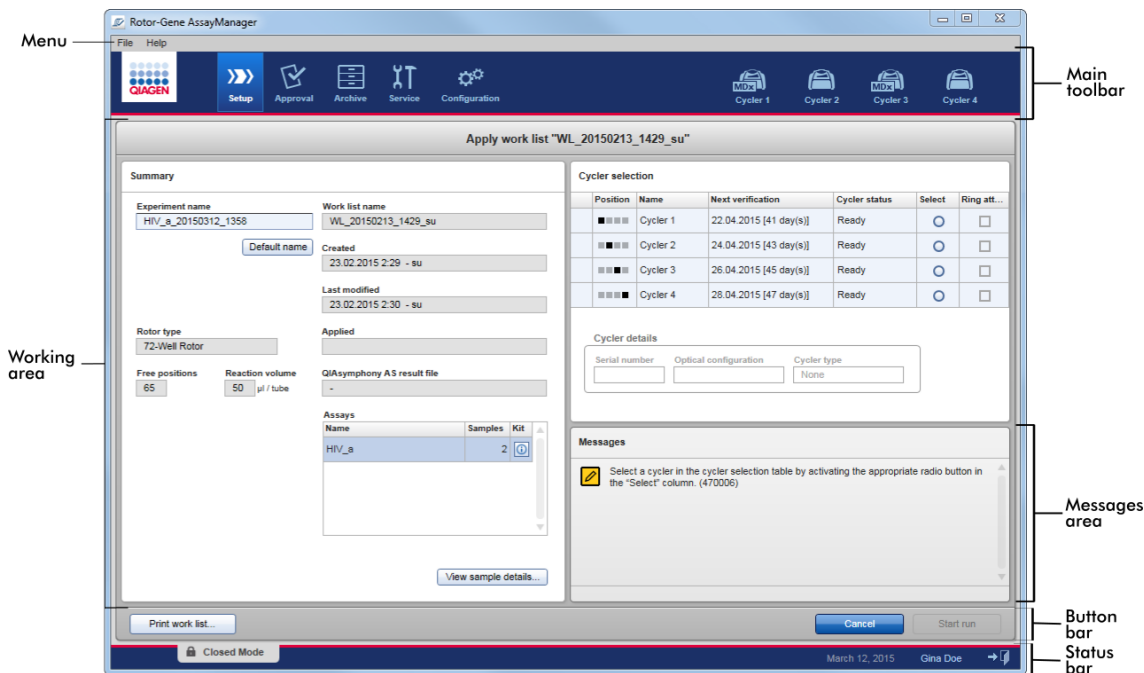 Rotor-Gene AssayManager
Menu
File Help
QIAGEN
Setup Approval Archive Service Configuration
MDx MDx
Cycler 1 Cycler 2 Cycler 3 Cycler 4
Main
toolbar
Apply work list "WL_20150213_1429_su"
Working
area
Summary
Experiment name Work list name
HIV_a_20150312_1358 WL_20150213_1429_su
Default name Created
23.02.2015 2:29 - su
Last modified
23.02.2015 2:30 - su
Rotor type Applied
72-Well Rotor
Free positions Reaction volume QIAsymphony AS result file
65 50 µl / tube -
Assays
Name Samples Kit
HIV_a 2
View sample details...
Cycler selection
Position Name Next verification Cycler status Select Ring att...
Cycler 1 22.04.2015 [41 day(s)] Ready
Cycler 2 24.04.2015 [43 day(s)] Ready
Cycler 3 26.04.2015 [45 day(s)] Ready
Cycler 4 28.04.2015 [47 day(s)] Ready
Cycler details
Serial number Optical configuration Cycler type
None
Messages
Select a cycler in the cycler selection table by activating the appropriate radio button in
the "Select" column. (470006)
Messages
area
Print work list... Cancel Start run
Button
bar
Closed Mode March 12, 2015 Gina Doe
Status
bar